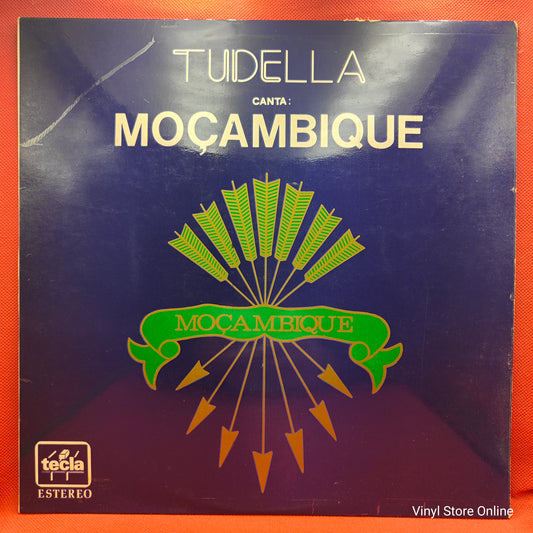 TUDELLA
CANTA:
MOÇAMBIQUE
MOÇAMBIQUE
tecla
ESTEREO
Vinyl Store Online